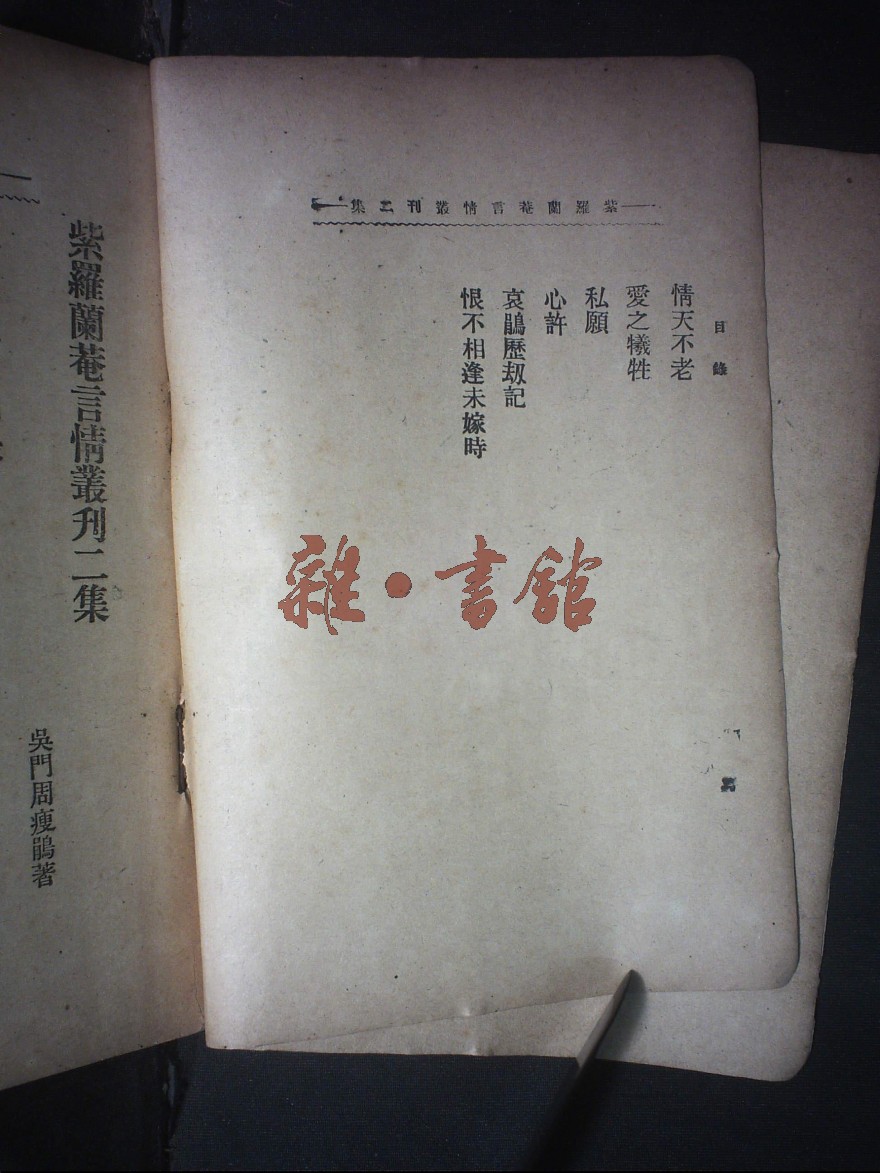 紫羅蘭菴言情叢刊二集
目錄
情天不老
愛之犧牲
私願
心許
哀鵑歷刼記
恨不相逢未嫁時
雜•書館
紫羅蘭菴言情叢刊二集
吳門周瘦鵑著